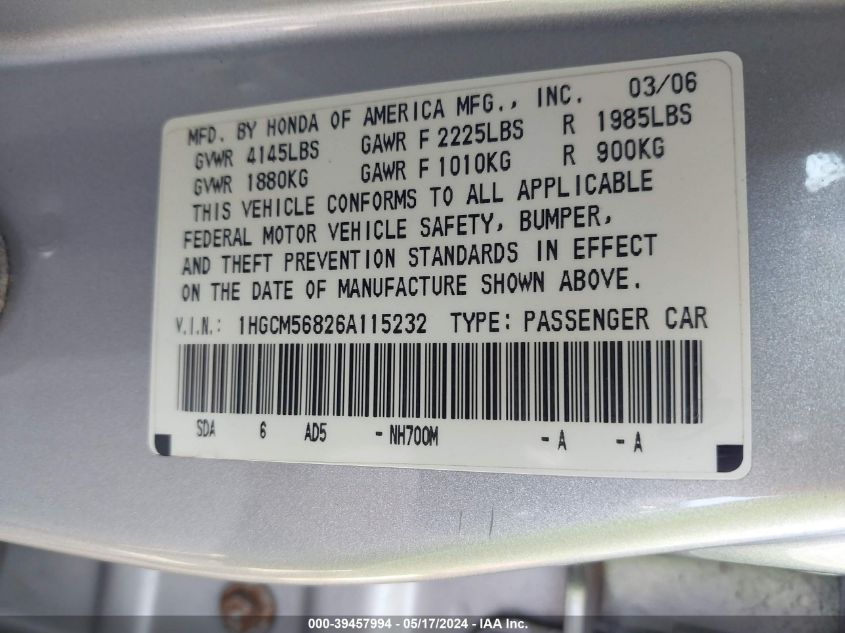 MFD. BY HONDA OF AMERICA MFG., INC. 03/06
GVWR 4145LBS GAWR F 2225LBS R 1985LBS
GVWR 1880KG GAWR F 1010KG R 900KG
THIS VEHICLE CONFORMS TO ALL APPLICABLE
FEDERAL MOTOR VEHICLE SAFETY, BUMPER,
AND THEFT PREVENTION STANDARDS IN EFFECT
ON THE DATE OF MANUFACTURE SHOWN ABOVE.
V.I.N.: 1HGCM56826A115232 TYPE: PASSENGER CAR
SDA 6 AD5 -NH700M -A -A
000-39457994 - 05/17/2024 - IAA Inc.